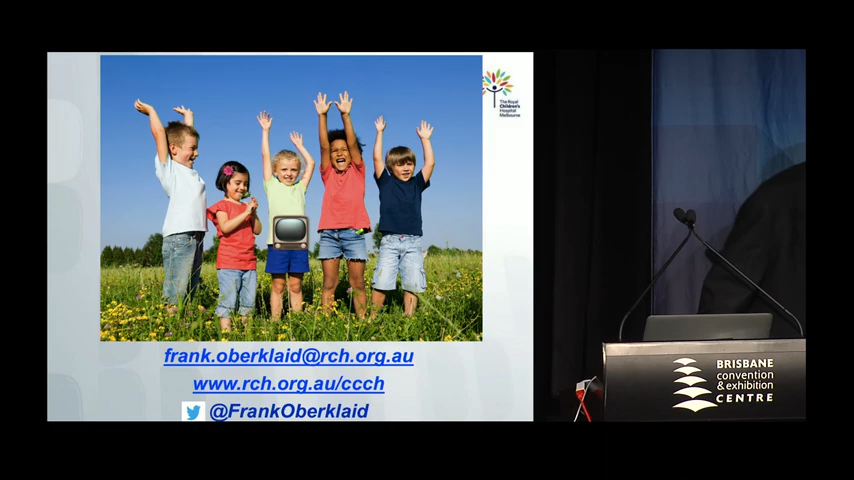 The Royal
Children's
Hospital
Melbourne
frank.oberklaid@rch.org.au
www.rch.org.au/ccch
@FrankOberklaid
BRISBANE
convention
& exhibition
CENTRE